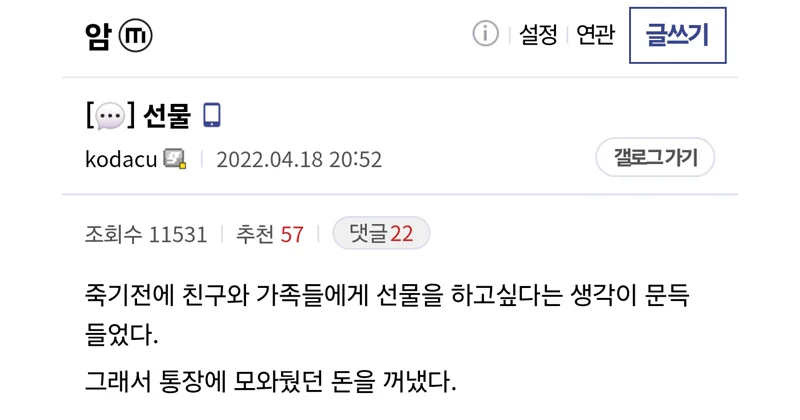 암 ⓜ ⓘ 설정 연관 글쓰기
[💬] 선물
kodacu 2022.04.18 20:52 갤로그 가기
조회수 11531 추천 57 댓글 22
죽기전에 친구와 가족들에게 선물을 하고싶다는 생각이 문득
들었다.
그래서 통장에 모와뒀던 돈을 꺼냈다.